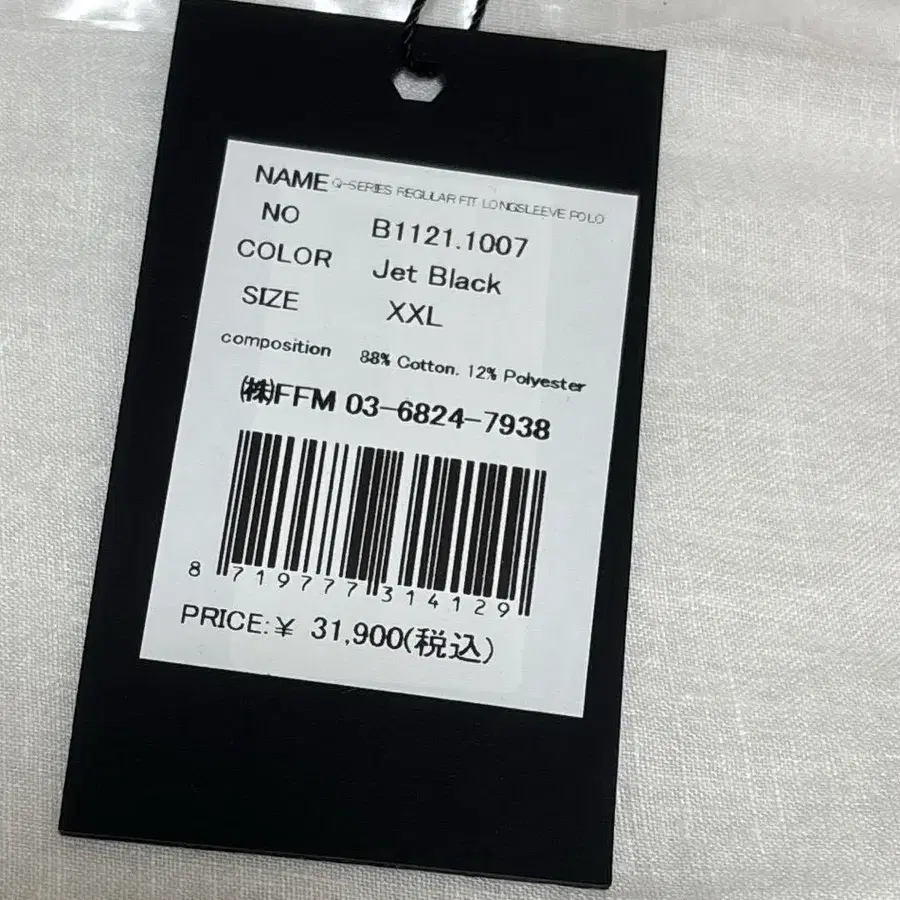 NAME Q-SERIES REGULAR FIT LONGSLEEVE POLO
NO B1121.1007
COLOR Jet Black
SIZE XXL
composition 88% Cotton. 12% Polyester
㈱FFM 03-6824-7938
8 719777 314129
PRICE:¥ 31,900(税込)